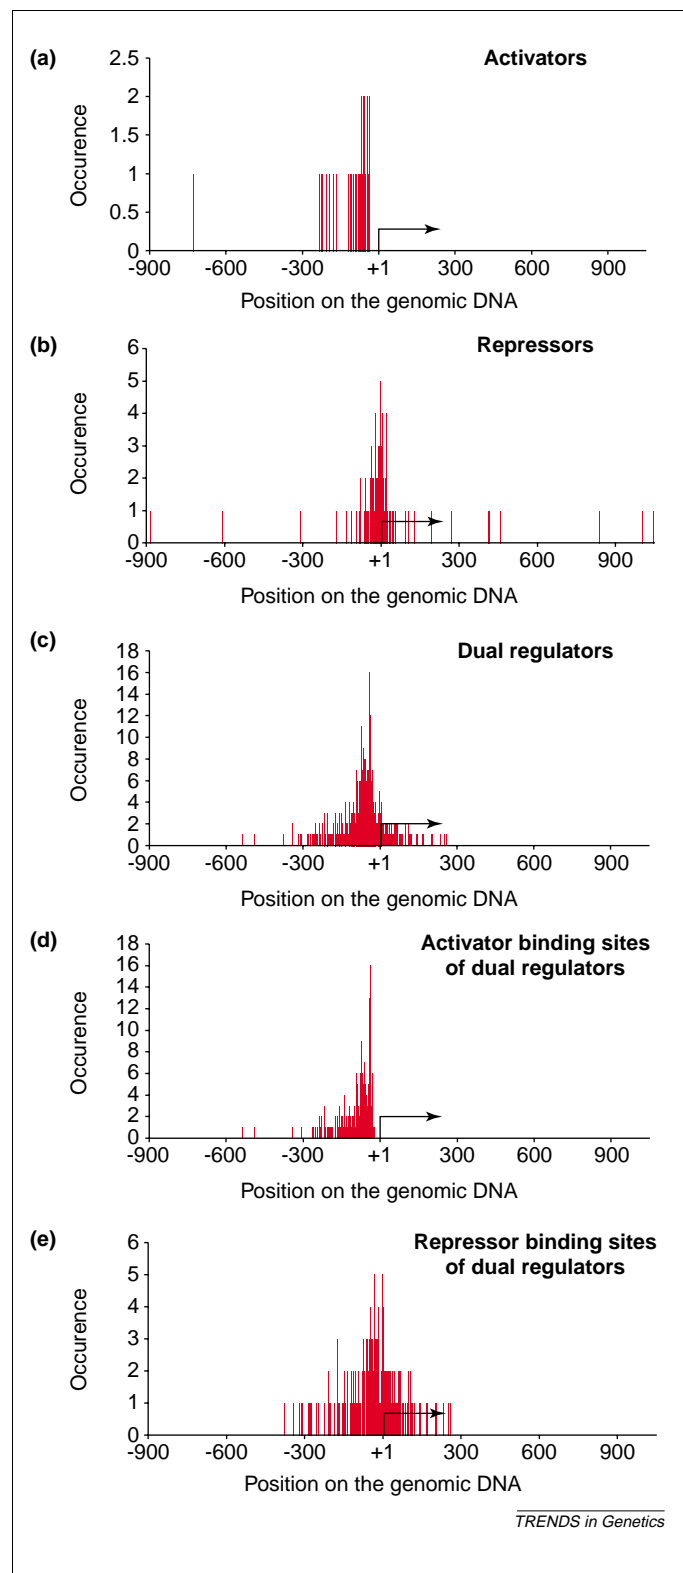 (a)
Activators
2.5
2
1.5
1
0.5
0
Occurence
-900 -600 -300 +1 300 600 900
Position on the genomic DNA
(b)
Repressors
6
5
4
3
2
1
0
Occurence
-900 -600 -300 +1 300 600 900
Position on the genomic DNA
(c)
Dual regulators
18
16
14
12
10
8
6
4
2
0
Occurence
-900 -600 -300 +1 300 600 900
Position on the genomic DNA
(d)
Activator binding sites
of dual regulators
18
16
14
12
10
8
6
4
2
0
Occurence
-900 -600 -300 +1 300 600 900
Position on the genomic DNA
(e)
Repressor binding sites
of dual regulators
6
5
4
3
2
1
0
Occurence
-900 -600 -300 +1 300 600 900
Position on the genomic DNA
TRENDS in Genetics